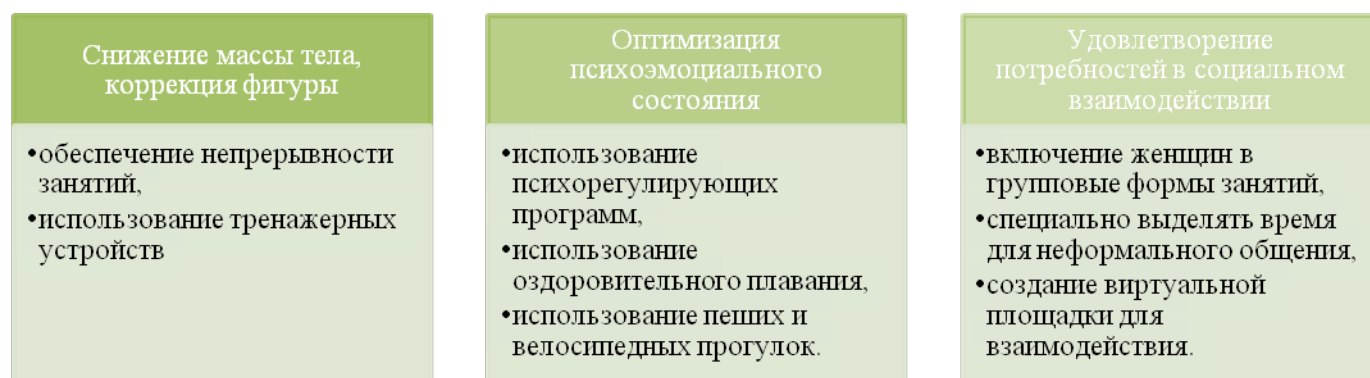 Снижение массы тела,
коррекция фигуры
•обеспечение непрерывности
занятий,
•использование тренажерных
устройств
Оптимизация
психоэмоциального
состояния
•использование
психорегулирующих
программ,
•использование
оздоровительного плавания,
•использование пеших и
велосипедных прогулок.
Удовлетворение
потребностей в социальном
взаимодействии
•включение женщин в
групповые формы занятий,
•специально выделять время
для неформального общения,
•создание виртуальной
площадки для
взаимодействия.